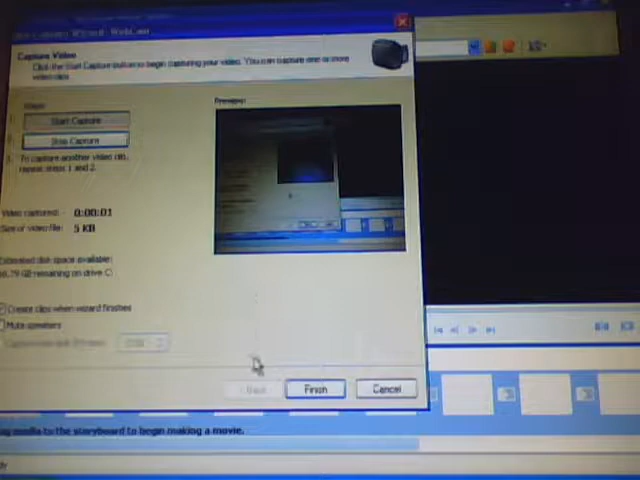 Capture Video
Click the Start Capture button to begin capturing your video. You can capture one or more
video clips
Preview:
Start Capture
Stop Capture
To capture another video clip,
repeat steps 1 and 2.
Video captured: 0:00:01
Size of video file: 5 KB
Estimated disk space available:
GB remaining on drive C:
Create clips when wizard finishes
Mute speakers
Finish
Cancel
media to the storyboard to begin making a movie.